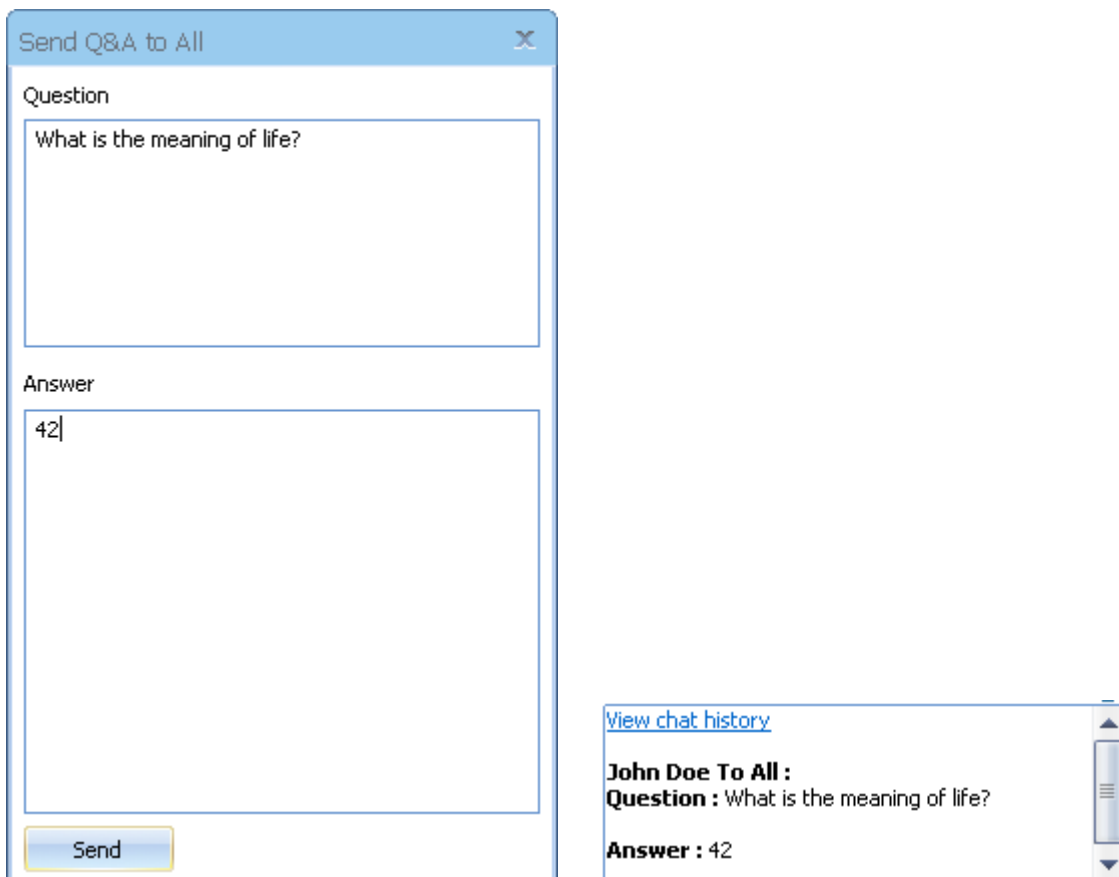 Send Q&A to All
Question
What is the meaning of life?
Answer
42
Send
View chat history
John Doe To All :
Question : What is the meaning of life?
Answer : 42